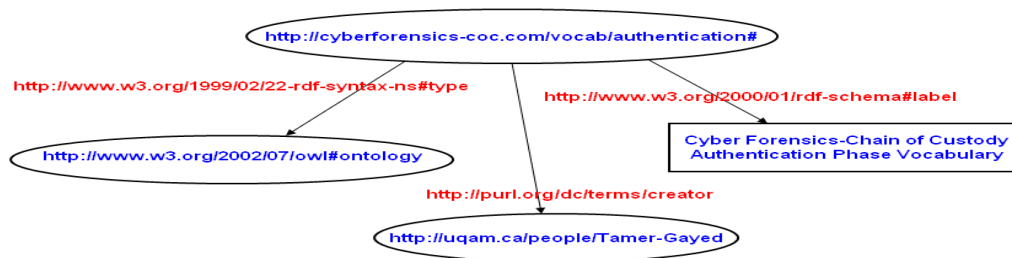 http://cyberforensics-coc.com/vocab/authentication#
http://www.w3.org/1999/02/22-rdf-syntax-ns#type
http://www.w3.org/2000/01/rdf-schema#label
http://www.w3.org/2002/07/owl#ontology
Cyber Forensics-Chain of Custody
Authentication Phase Vocabulary
http://purl.org/dc/terms/creator
http://uqam.ca/people/Tamer-Gayed